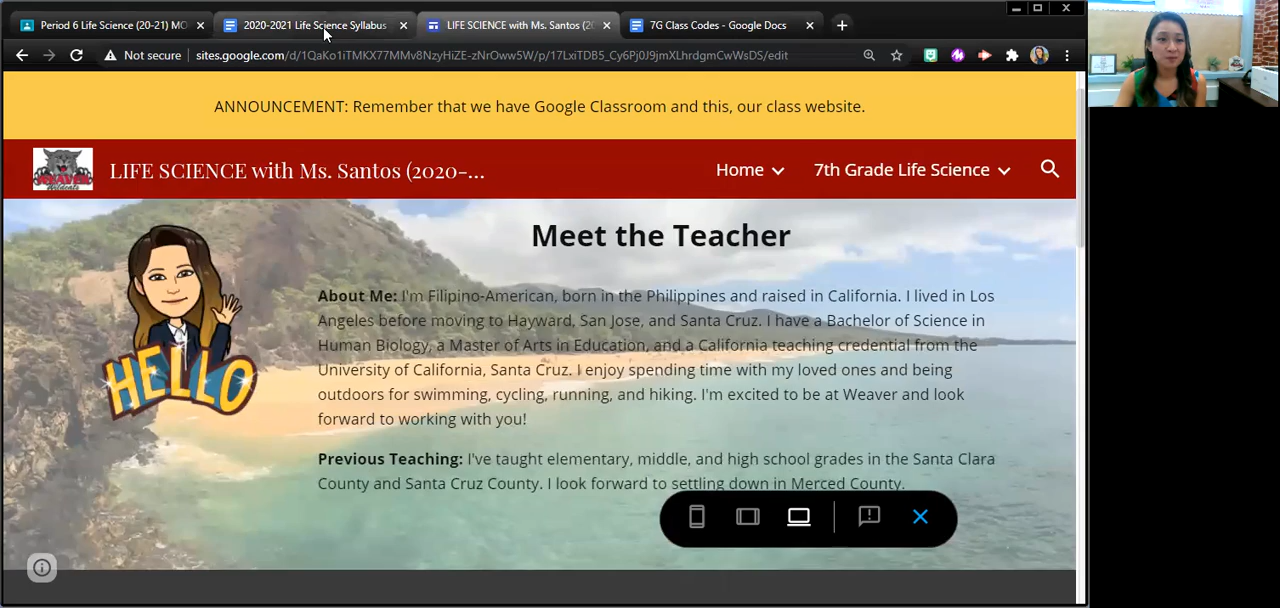 Period 6 Life Science (20-21) MO
2020-2021 Life Science Syllabus
LIFE SCIENCE with Ms. Santos (20
7G Class Codes - Google Docs
Not secure
sites.google.com/d/1QaKo1iTMKX77MMv8NzyHiZE-zNrOww5W/p/17LxiTDB5_Cy6Pj0J9jmXLhrdgmCwWsDS/edit
ANNOUNCEMENT: Remember that we have Google Classroom and this, our class website.
WEAVER
Wildcats
LIFE SCIENCE with Ms. Santos (2020-...
Home
7th Grade Life Science
Meet the Teacher
About Me: I'm Filipino-American, born in the Philippines and raised in California. I lived in Los
Angeles before moving to Hayward, San Jose, and Santa Cruz. I have a Bachelor of Science in
Human Biology, a Master of Arts in Education, and a California teaching credential from the
University of California, Santa Cruz. I enjoy spending time with my loved ones and being
outdoors for swimming, cycling, running, and hiking. I'm excited to be at Weaver and look
forward to working with you!
HELLO
Previous Teaching: I've taught elementary, middle, and high school grades in the Santa Clara
County and Santa Cruz County. I look forward to settling down in Merced County.